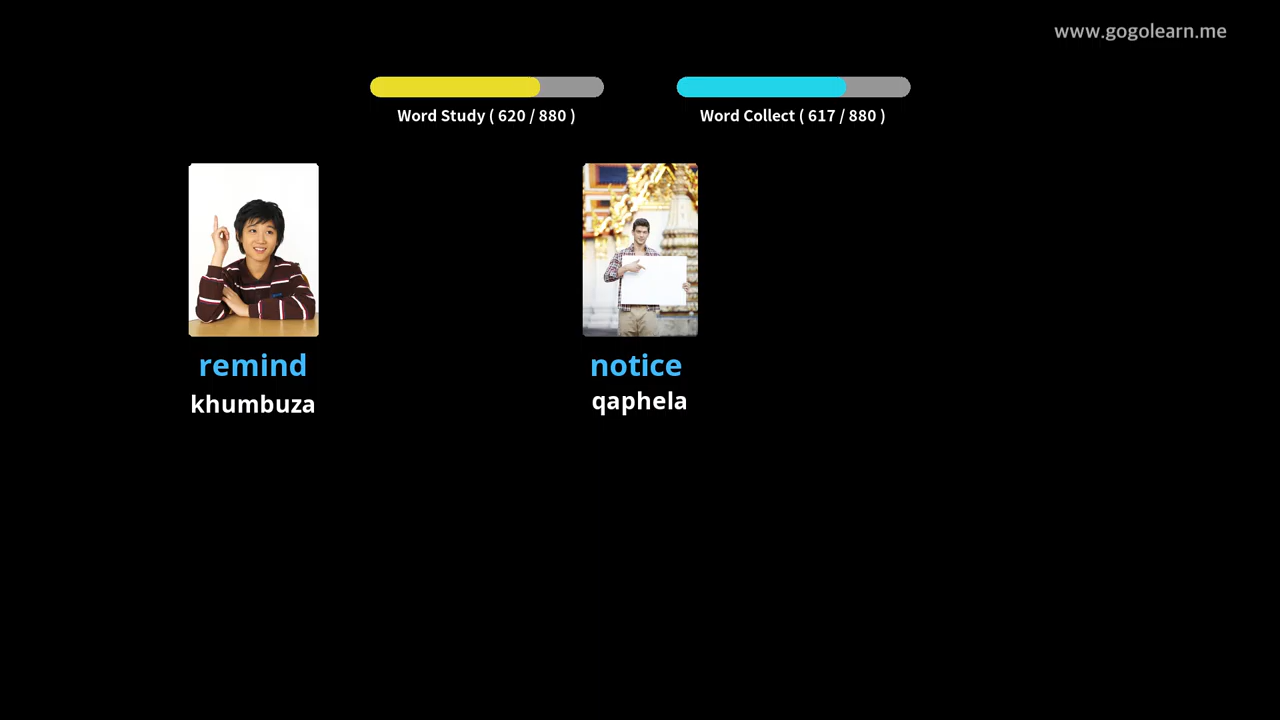 www.gogolearn.me
Word Study ( 620 / 880 )
Word Collect ( 617 / 880 )
remind
khumbuza
notice
qaphela